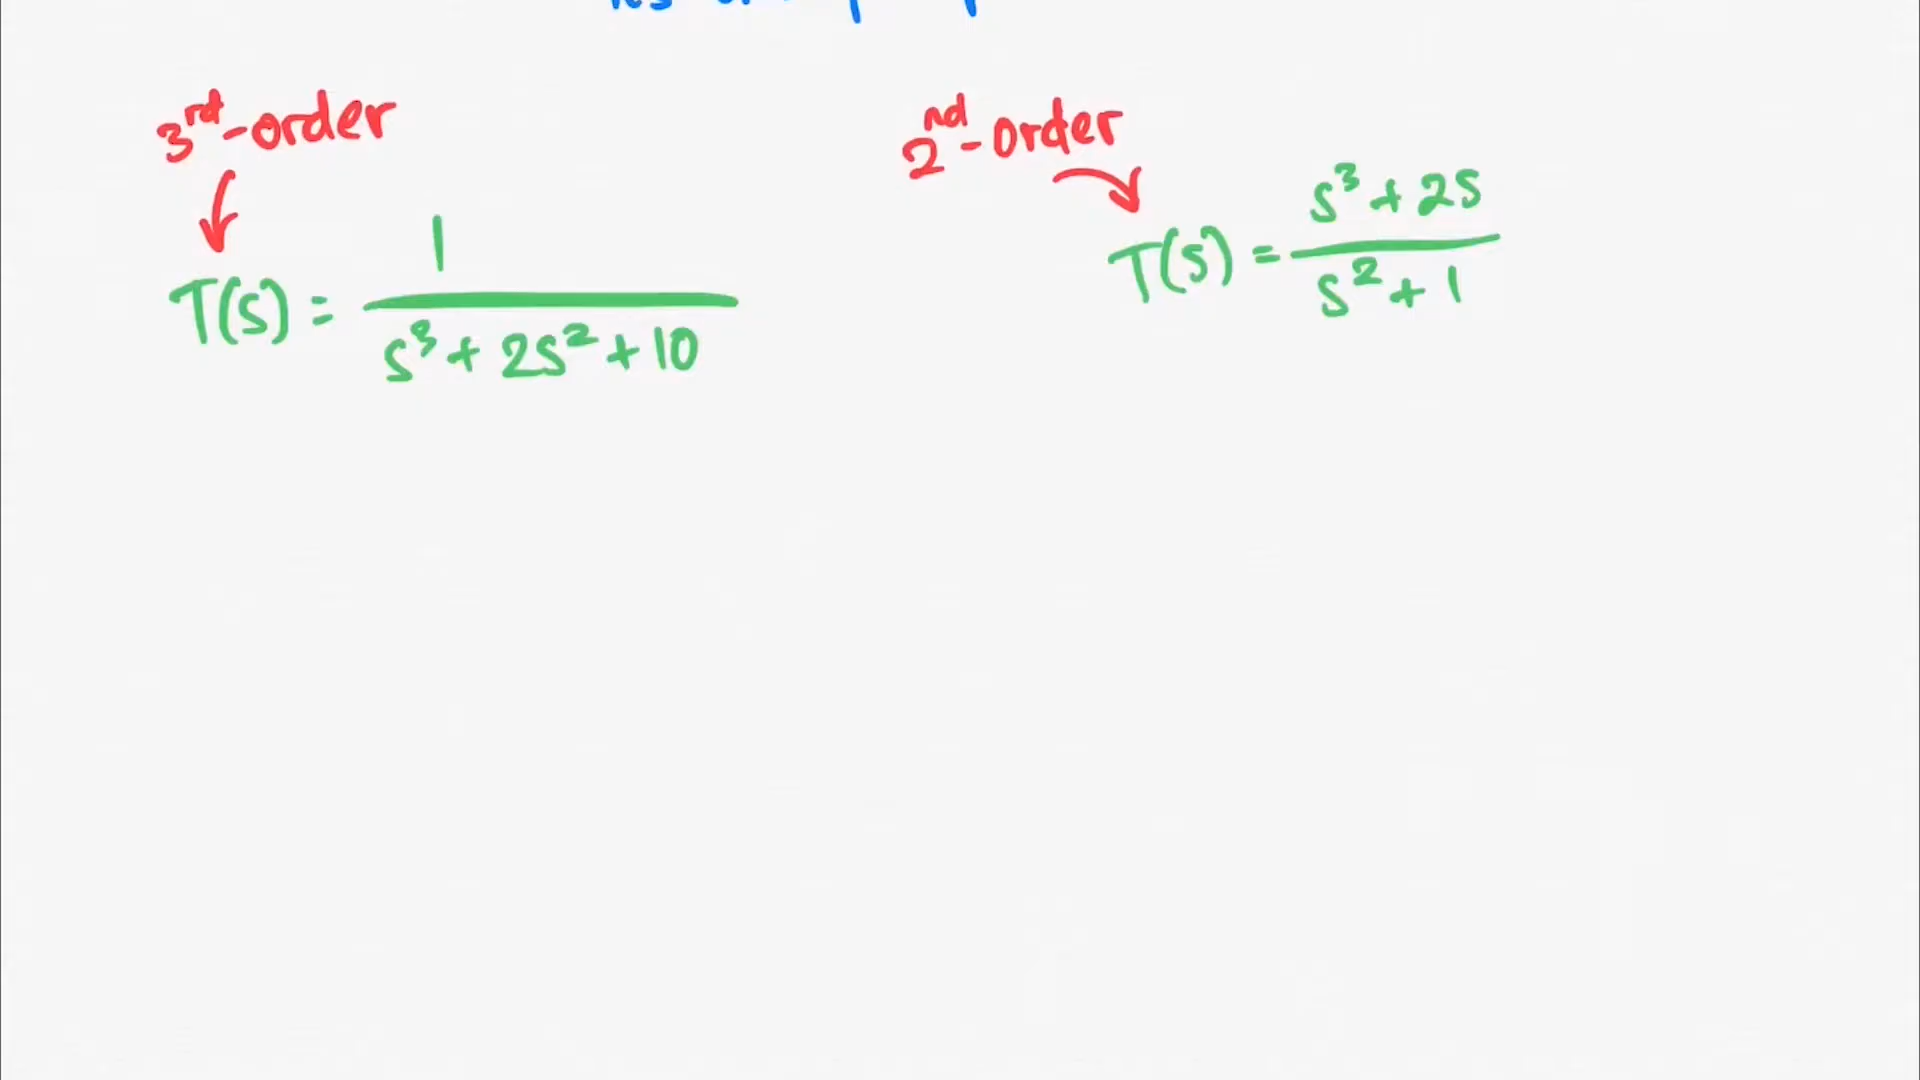 3rd-order
T(s) = 1 / s³ + 2s² + 10
2nd-order
T(s) = s³ + 2s / s² + 1